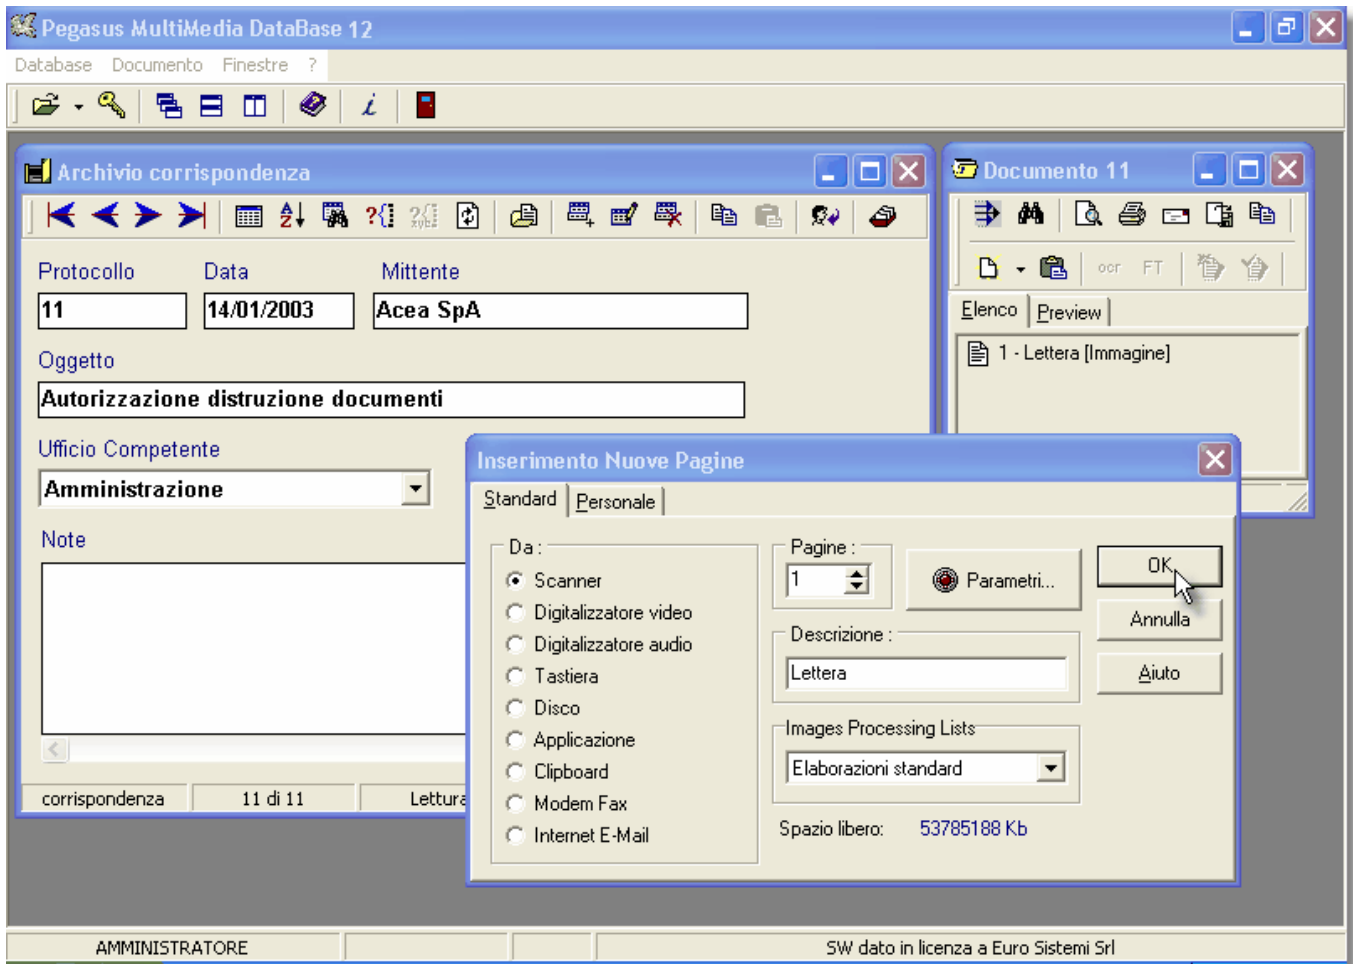 Pegasus MultiMedia DataBase 12
Database Documento Finestre ?
Archivio corrispondenza
Protocollo Data Mittente
11 14/01/2003 Acea SpA
Oggetto
Autorizzazione distruzione documenti
Ufficio Competente
Amministrazione
Note
corrispondenza 11 di 11 Lettura
Documento 11
ocr FT
Elenco Preview
1 - Lettera [Immagine]
Inserimento Nuove Pagine
Standard Personale
Da :
Scanner
Digitalizzatore video
Digitalizzatore audio
Tastiera
Disco
Applicazione
Clipboard
Modem Fax
Internet E-Mail
Pagine :
1
Parametri...
Descrizione :
Lettera
Images Processing Lists
Elaborazioni standard
Spazio libero: 53785188 Kb
OK
Annulla
Aiuto
AMMINISTRATORE SW dato in licenza a Euro Sistemi Srl